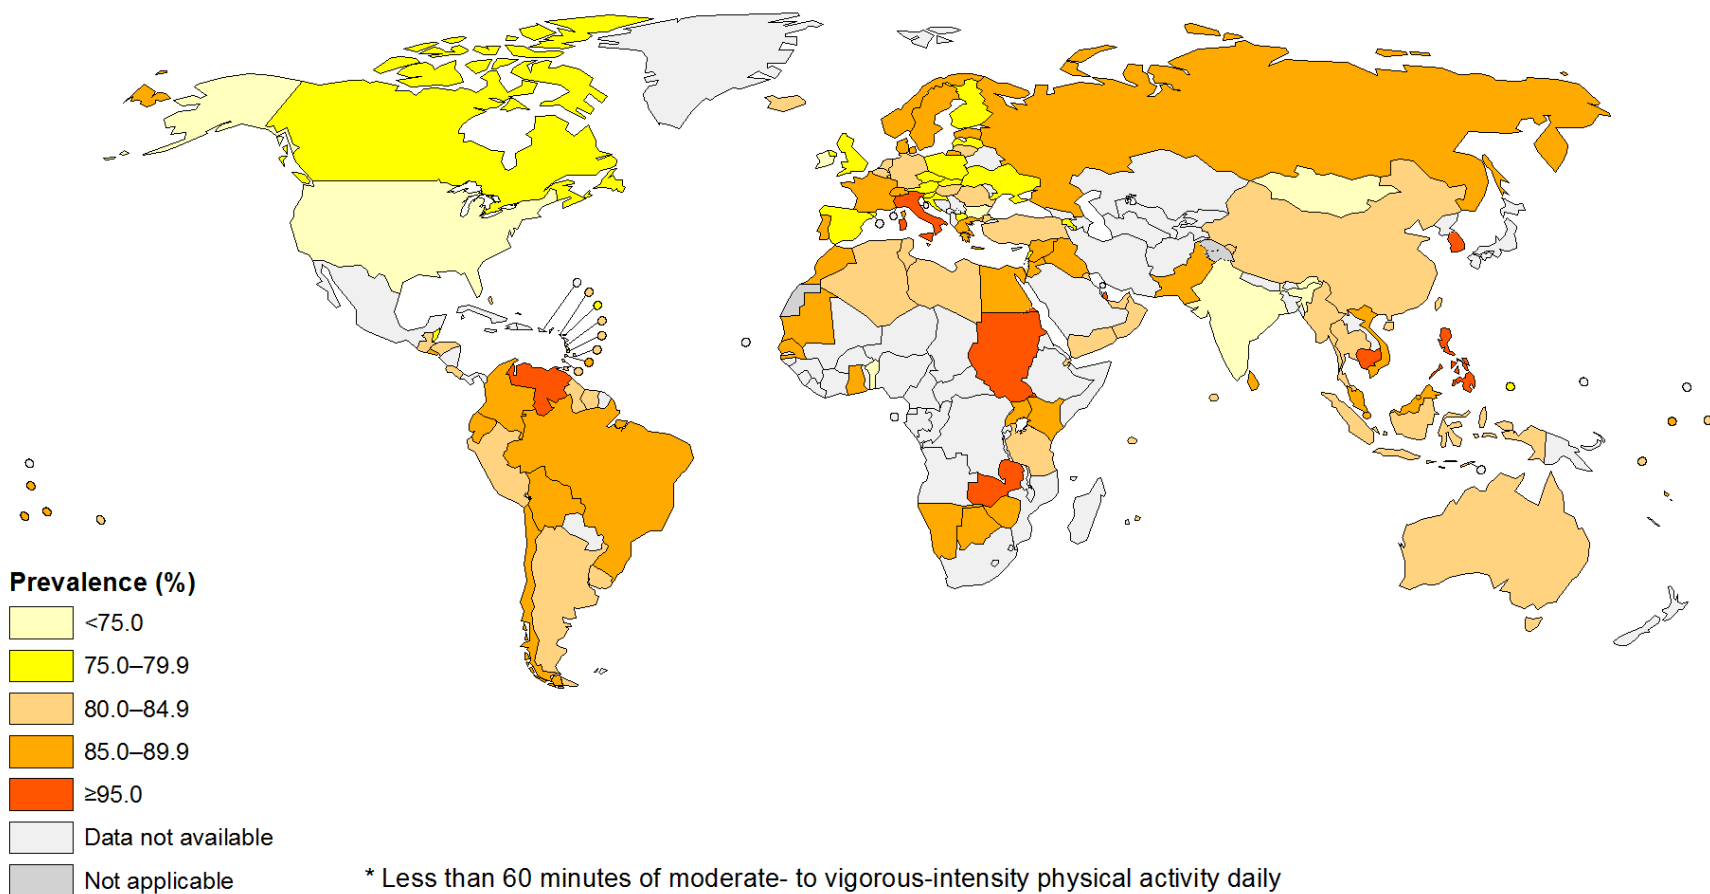 Prevalence (%)
<75.0
75.0–79.9
80.0–84.9
85.0–89.9
≥95.0
Data not available
Not applicable
* Less than 60 minutes of moderate- to vigorous-intensity physical activity daily